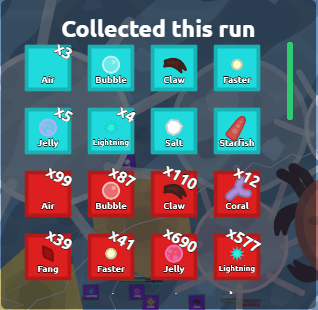 Collected this run
x3
Air Bubble Claw Faster
x5 x4
Jelly Lightning Salt Starfish
x99 x87 x110 x12
Air Bubble Claw Coral
x39 x41 x690 x577
Fang Faster Jelly Lightning